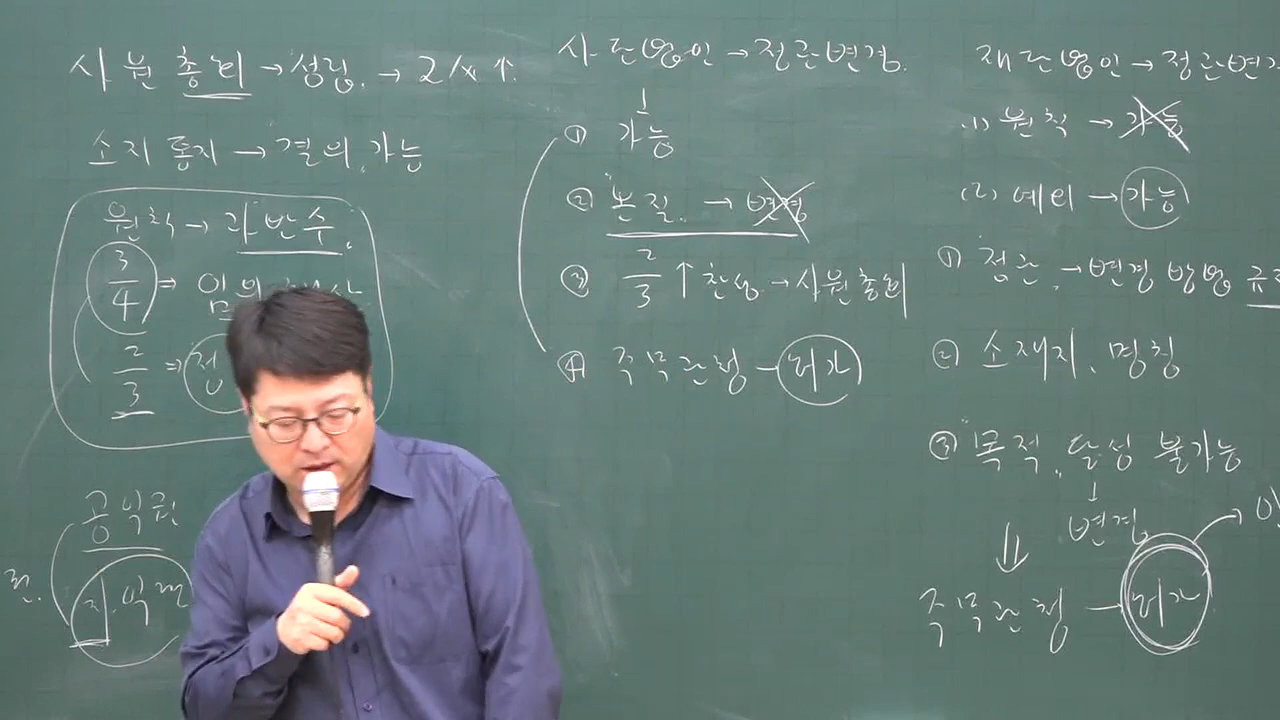 사원 총회 → 성립. → 2人 ↑.
소집통지 → 결의 가능
원칙 → 과반수.
3/4 ⇒ 임의
2/3 ⇒ 정
공익권
사단법인 → 정관변경.
↓
① 가능
② 본질. → 변경
③ 2/3 ↑ 찬성 → 사원총회
④ 주무관청 - 허가
재단법인 → 정관변경
(1) 원칙 → 가능
(2) 예외 → 가능
① 정관. → 변경 방법
② 소재지, 명칭
③ 목적 달성 불가능
↓
변경
⇓
주무관청 - 허가 →